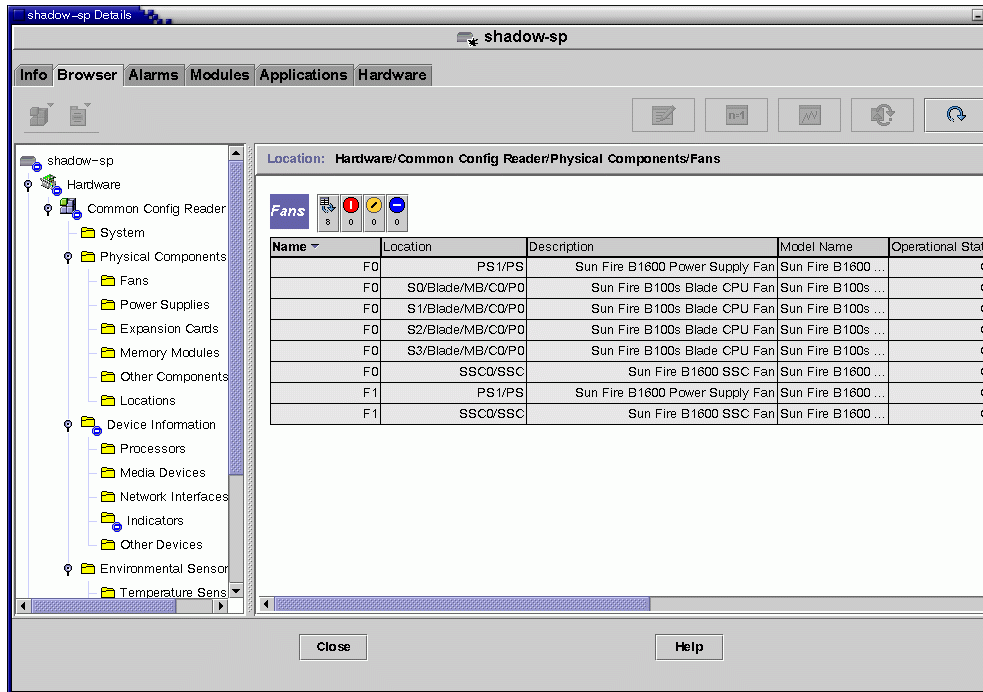 shadow-sp Details
shadow-sp
Info Browser Alarms Modules Applications Hardware
n=1
shadow-sp
Hardware
Common Config Reader
System
Physical Components
Fans
Power Supplies
Expansion Cards
Memory Modules
Other Components
Locations
Device Information
Processors
Media Devices
Network Interfaces
Indicators
Other Devices
Environmental Sensor
Temperature Sens
Location: Hardware/Common Config Reader/Physical Components/Fans
Fans 8 0 0 0
Name Location Description Model Name Operational Stat
F0 PS1/PS Sun Fire B1600 Power Supply Fan Sun Fire B1600 ...
F0 S0/Blade/MB/C0/P0 Sun Fire B100s Blade CPU Fan Sun Fire B100s ...
F0 S1/Blade/MB/C0/P0 Sun Fire B100s Blade CPU Fan Sun Fire B100s ...
F0 S2/Blade/MB/C0/P0 Sun Fire B100s Blade CPU Fan Sun Fire B100s ...
F0 S3/Blade/MB/C0/P0 Sun Fire B100s Blade CPU Fan Sun Fire B100s ...
F0 SSC0/SSC Sun Fire B1600 SSC Fan Sun Fire B1600 ...
F1 PS1/PS Sun Fire B1600 Power Supply Fan Sun Fire B1600 ...
F1 SSC0/SSC Sun Fire B1600 SSC Fan Sun Fire B1600 ...
Close Help